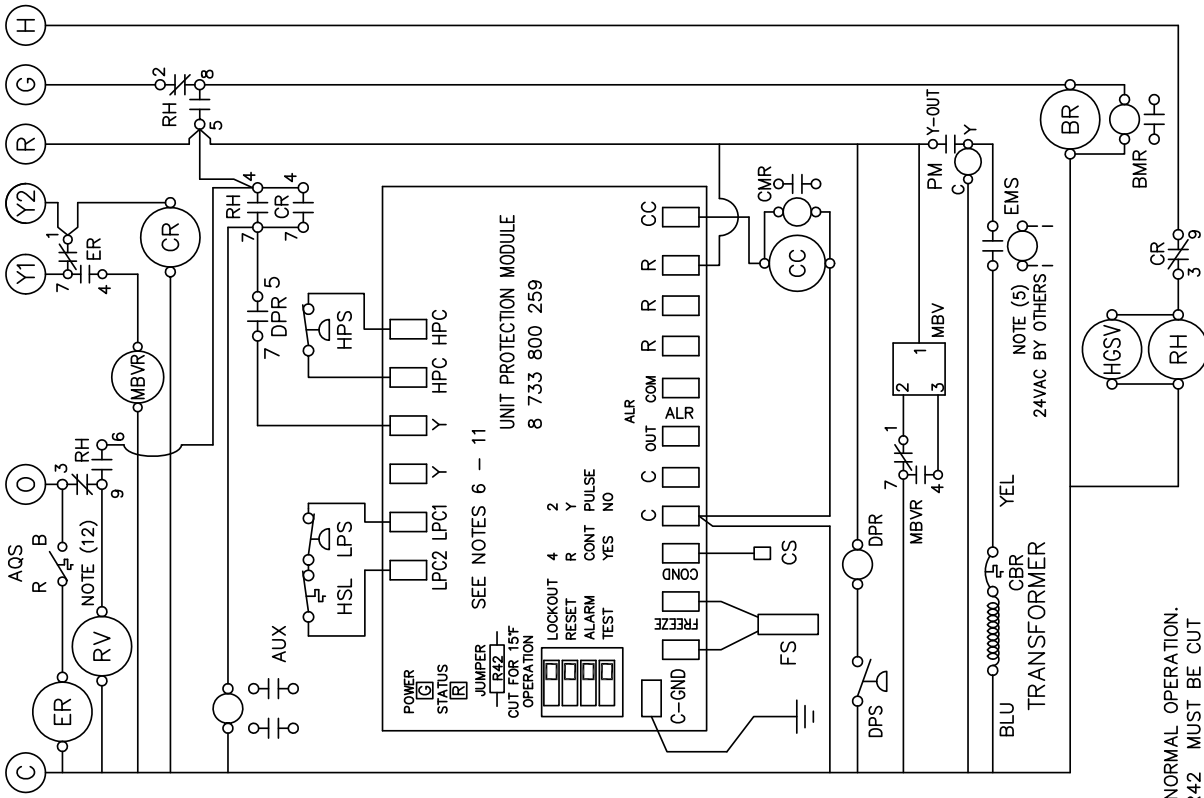 H
G
R
Y2
Y1
O
C
2
8
RH
5
1
7
ER
4
CR
MBVR
4
4
RH
CR
7
7
5
7
DPR
AQS
R
B
3
RH
6
9
NOTE (12)
ER
RV
AUX
HPS
LPS
HSL
HPC
HPC
Y
Y
LPC1
LPC2
UNIT PROTECTION MODULE
8 733 800 259
SEE NOTES 6 - 11
POWER
G
STATUS
R
JUMPER
R42
CUT FOR 15°F
OPERATION
LOCKOUT 4 2
RESET R Y
ALARM CONT PULSE
TEST YES NO
CC
R
R
R
COM
ALR
ALR
OUT
C
C
COND
FREEZE
C-GND
CMR
CC
CS
FS
DPS
DPR
MBV
1
2
3
1
7
4
MBVR
Y-OUT
PM
Y
C
EMS
NOTE (5)
24VAC BY OTHERS
YEL
CBR
BLU
TRANSFORMER
BR
BMR
CR
9
3
HGSV
RH
NORMAL OPERATION.
R42 MUST BE CUT